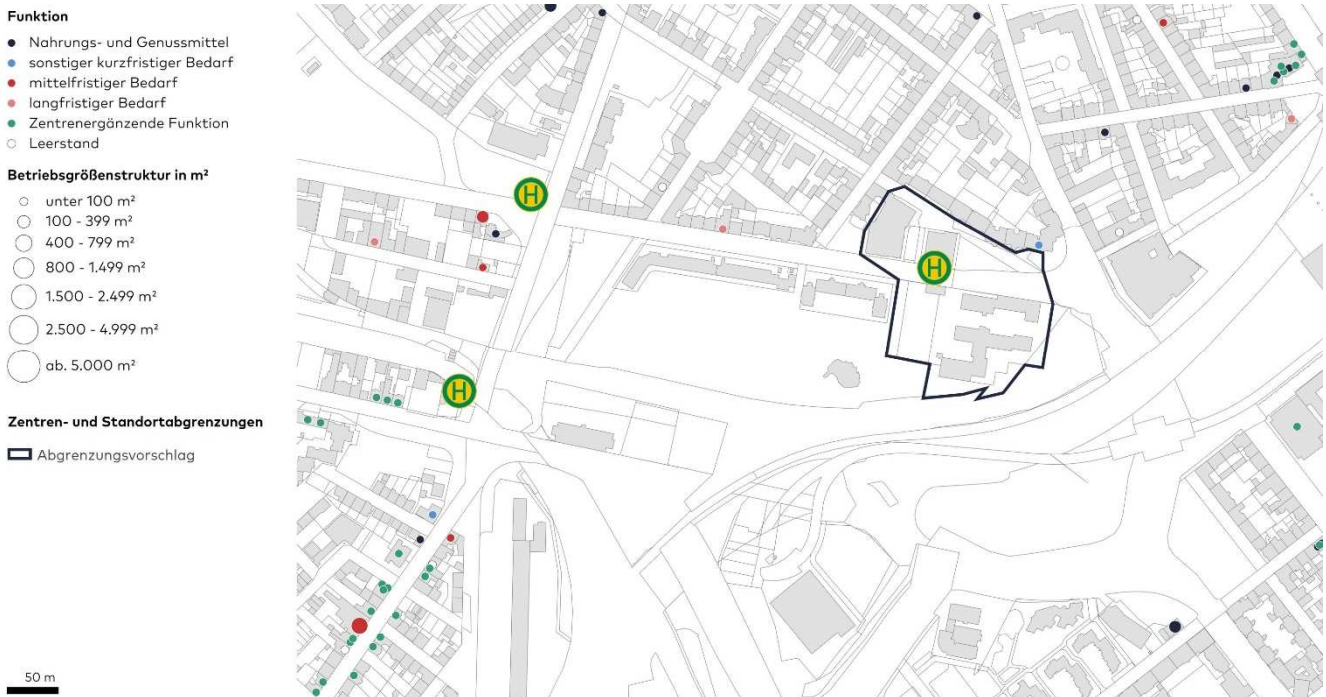 Funktion
Nahrungs- und Genussmittel
sonstiger kurzfristiger Bedarf
mittelfristiger Bedarf
langfristiger Bedarf
Zentrenergänzende Funktion
Leerstand
Betriebsgrößenstruktur in m²
unter 100 m²
100 - 399 m²
400 - 799 m²
800 - 1.499 m²
1.500 - 2.499 m²
2.500 - 4.999 m²
ab. 5.000 m²
Zentren- und Standortabgrenzungen
Abgrenzungsvorschlag
50 m
H
H
H